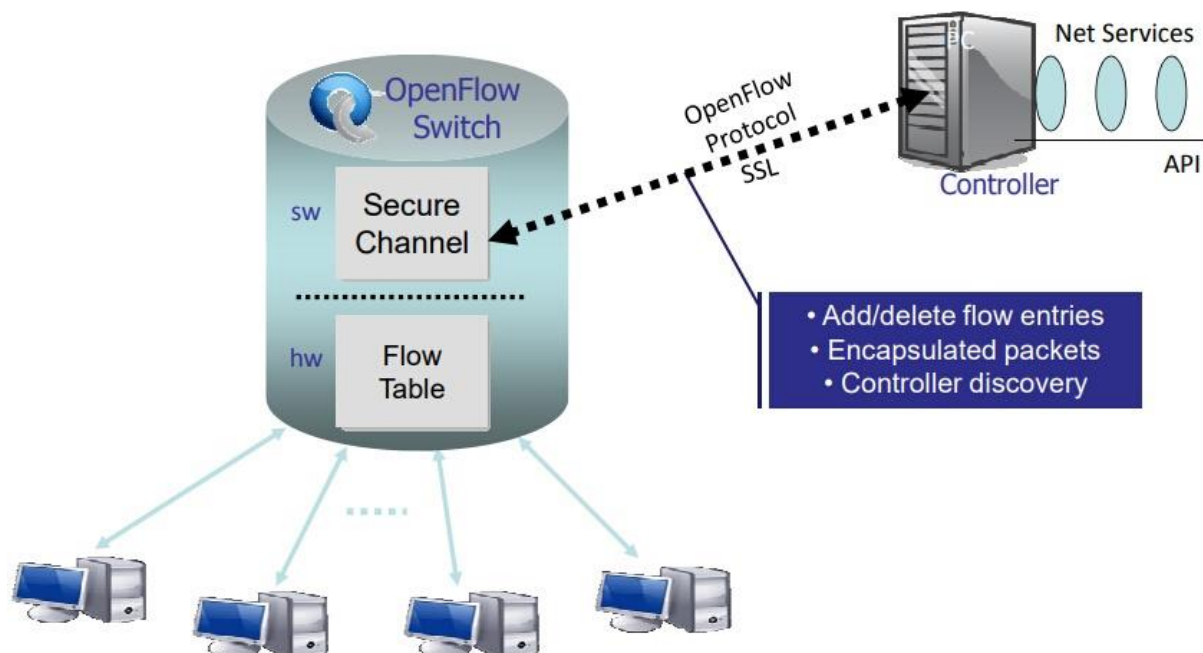 OpenFlow
Switch
sw
Secure
Channel
hw
Flow
Table
OpenFlow
Protocol
SSL
PC
Controller
Net Services
API
• Add/delete flow entries
• Encapsulated packets
• Controller discovery